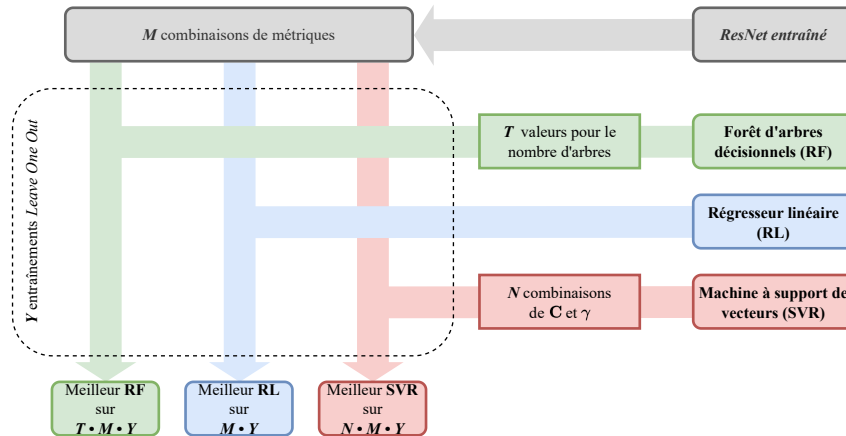 M combinaisons de métriques
ResNet entraîné
T valeurs pour le
nombre d'arbres
Forêt d'arbres
décisionnels (RF)
Y entraînements Leave One Out
Régresseur linéaire
(RL)
N combinaisons
de C et γ
Machine à support de
vecteurs (SVR)
Meilleur RF
sur
T • M • Y
Meilleur RL
sur
M • Y
Meilleur SVR
sur
N • M • Y